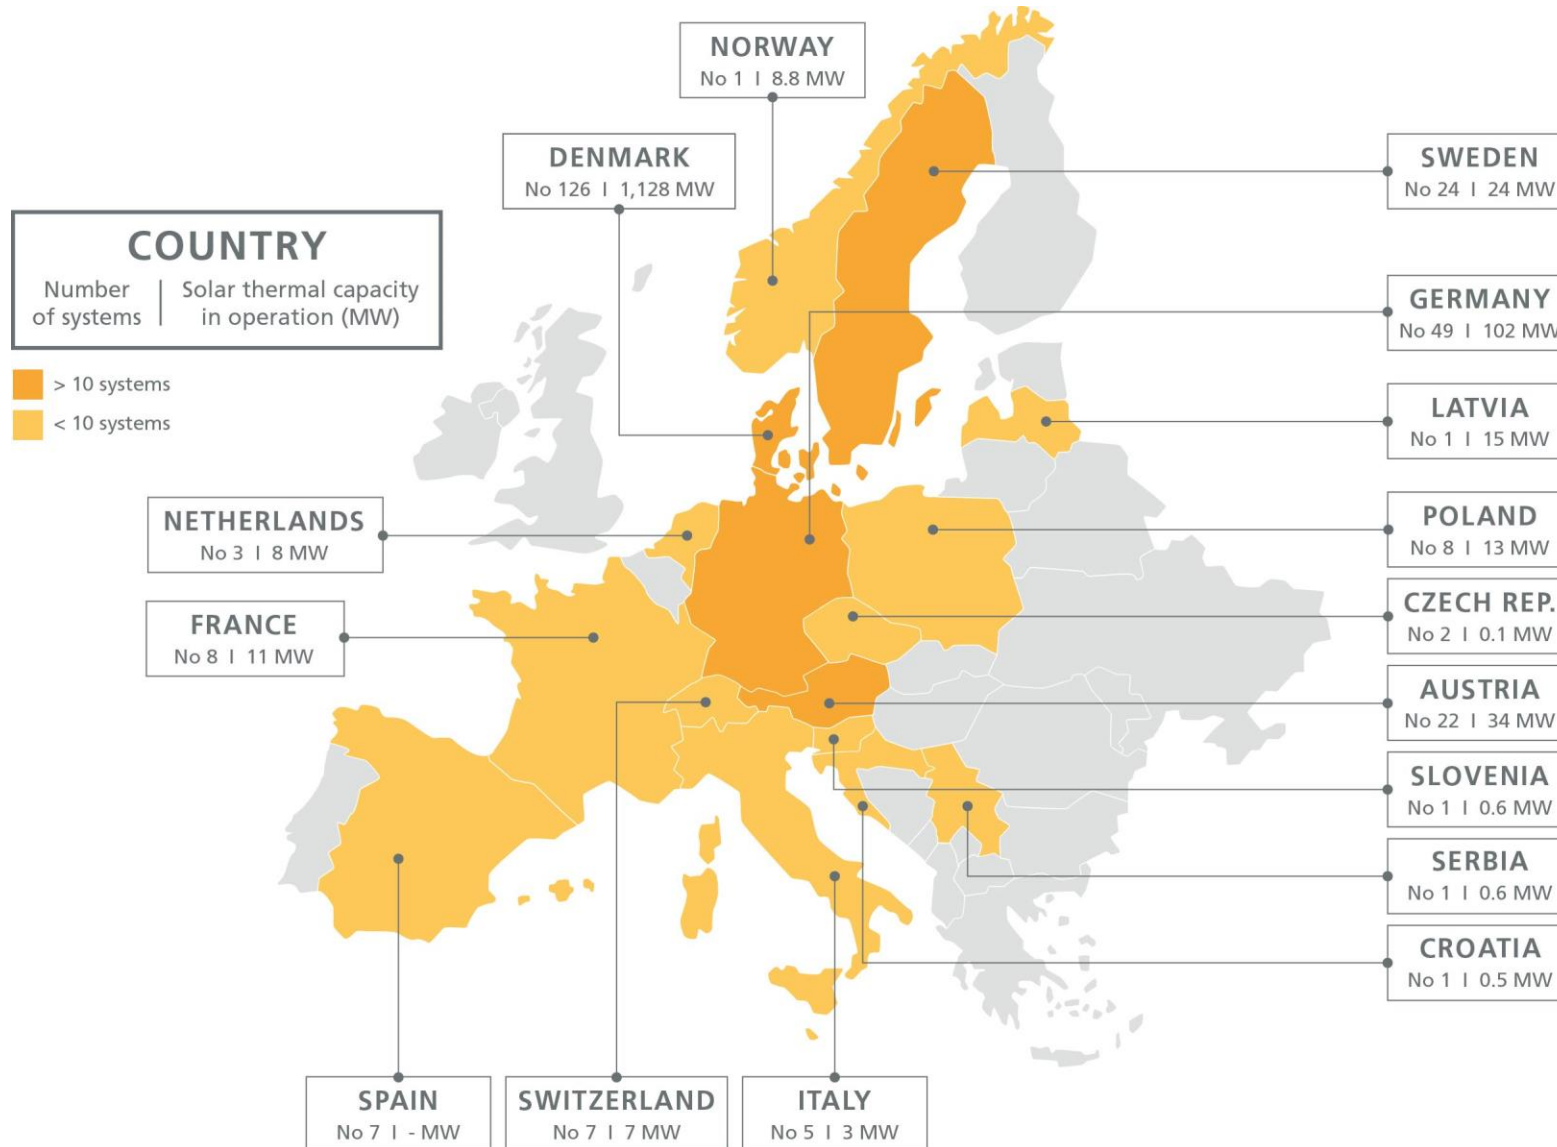 NORWAY
No 1 I 8.8 MW
DENMARK
No 126 I 1,128 MW
SWEDEN
No 24 I 24 MW
COUNTRY
Number of systems
Solar thermal capacity in operation (MW)
> 10 systems
< 10 systems
GERMANY
No 49 I 102 MW
LATVIA
No 1 I 15 MW
NETHERLANDS
No 3 I 8 MW
POLAND
No 8 I 13 MW
FRANCE
No 8 I 11 MW
CZECH REP.
No 2 I 0.1 MW
AUSTRIA
No 22 I 34 MW
SLOVENIA
No 1 I 0.6 MW
SERBIA
No 1 I 0.6 MW
CROATIA
No 1 I 0.5 MW
SPAIN
No 7 I - MW
SWITZERLAND
No 7 I 7 MW
ITALY
No 5 I 3 MW